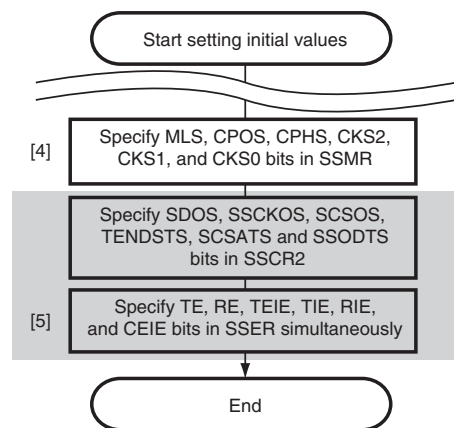 Start setting initial values
[4]
Specify MLS, CPOS, CPHS, CKS2,
CKS1, and CKS0 bits in SSMR
Specify SDOS, SSCKOS, SCSOS,
TENDSTS, SCSATS and SSODTS
bits in SSCR2
[5]
Specify TE, RE, TEIE, TIE, RIE,
and CEIE bits in SSER simultaneously
End